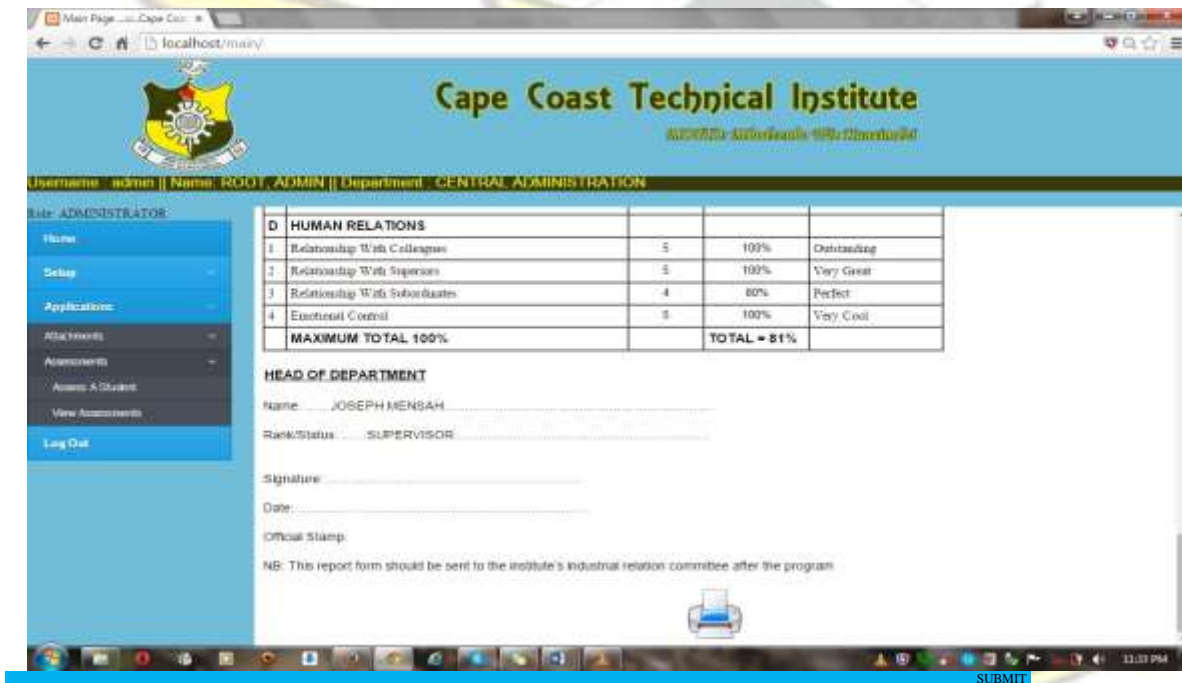 Main Page
localhost/main/
Cape Coast Technical Institute
Username : admin || Name: ROOT, ADMIN || Department : CENTRAL ADMINISTRATION
Role: ADMINISTRATOR
Home
Setup
Applications
Attachments
Assessments
Assess A Student
View Assessments
Log Out
D HUMAN RELATIONS
1 Relationship With Colleagues 5 100% Outstanding
2 Relationship With Superiors 5 100% Very Great
3 Relationship With Subordinates 4 80% Perfect
4 Emotional Control 5 100% Very Cool
MAXIMUM TOTAL 100% TOTAL = 81%
HEAD OF DEPARTMENT
Name JOSEPH MENSAH
Rank/Status SUPERVISOR
Signature
Date:
Official Stamp
NB: This report form should be sent to the institute's industrial relation committee after the program
11:33 PM
SUBMIT